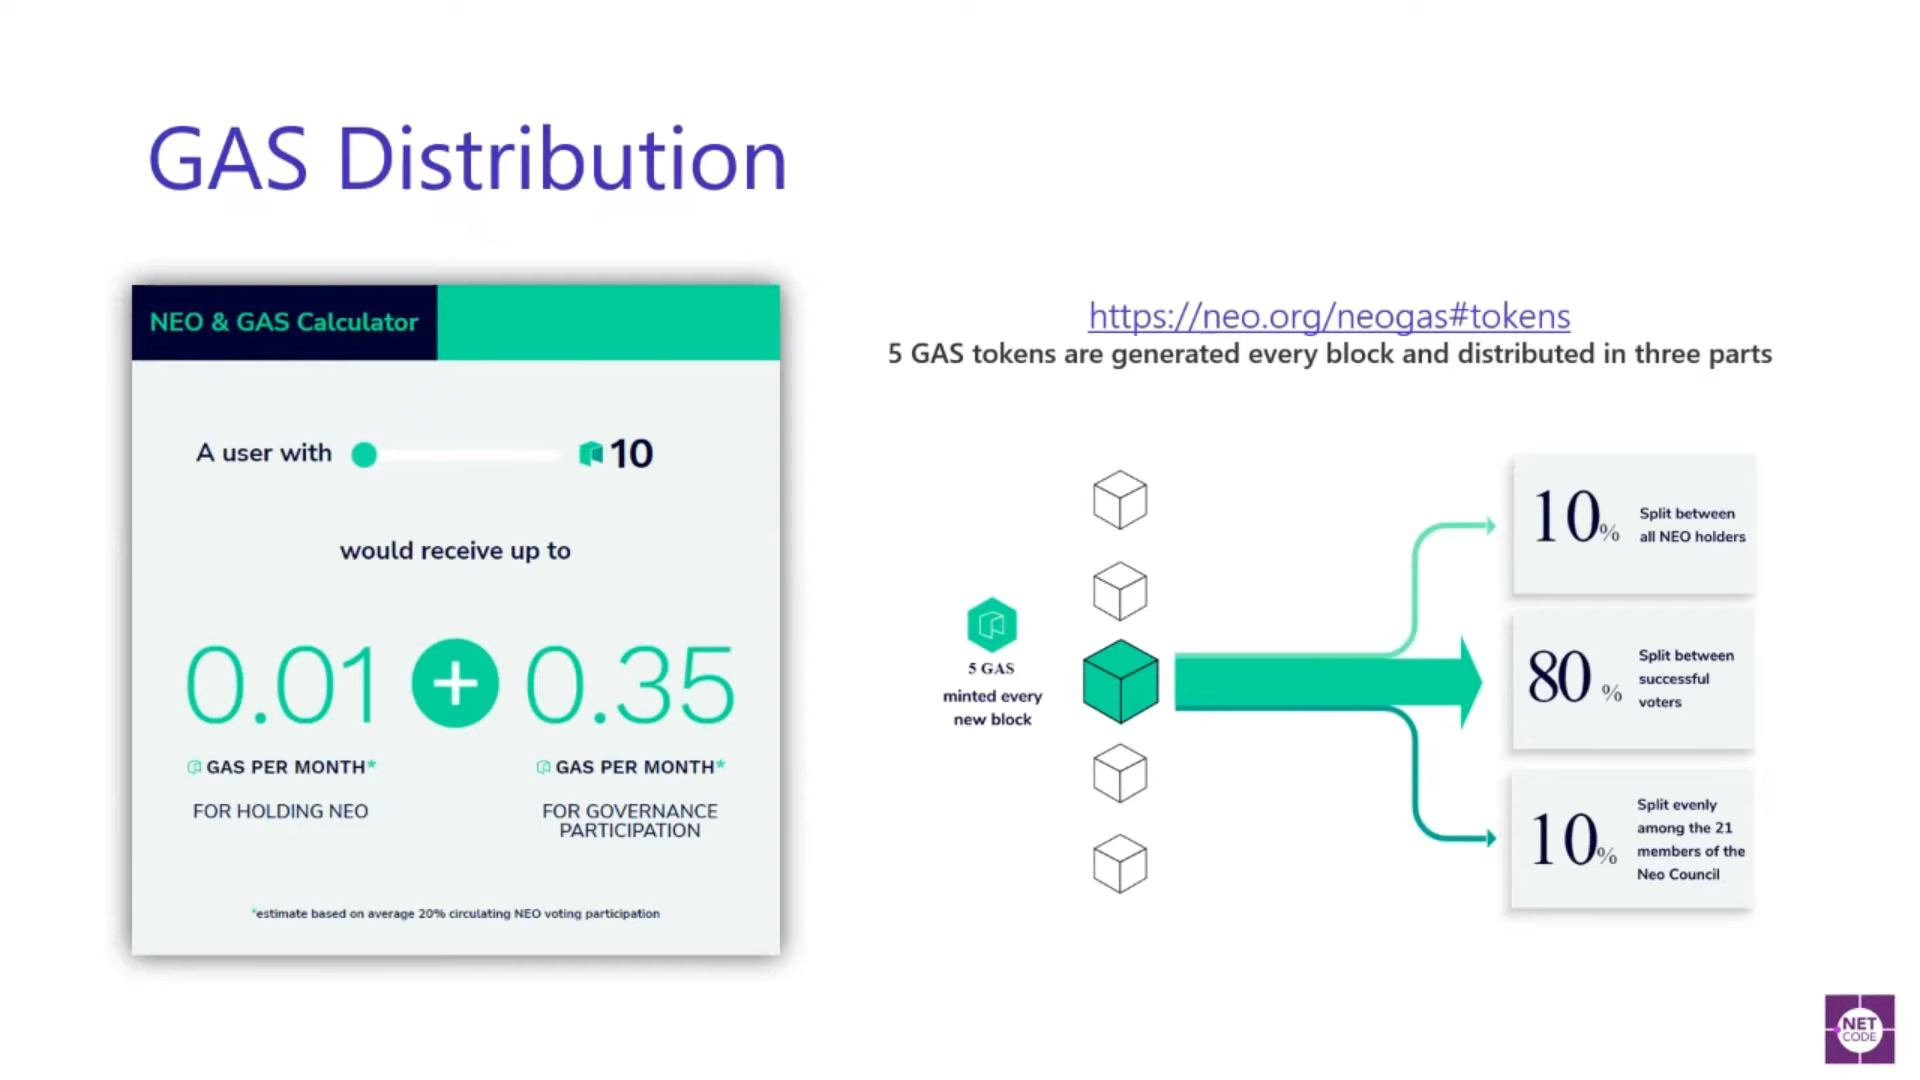 GAS Distribution
NEO & GAS Calculator
A user with 10
would receive up to
0.01 + 0.35
GAS PER MONTH*
FOR HOLDING NEO
GAS PER MONTH*
FOR GOVERNANCE
PARTICIPATION
*estimate based on average 20% circulating NEO voting participation
https://neo.org/neogas#tokens
5 GAS tokens are generated every block and distributed in three parts
5 GAS
minted every
new block
10%
Split between
all NEO holders
80 %
Split between
successful
voters
10%
Split evenly
among the 21
members of the
Neo Council
NET
CODE